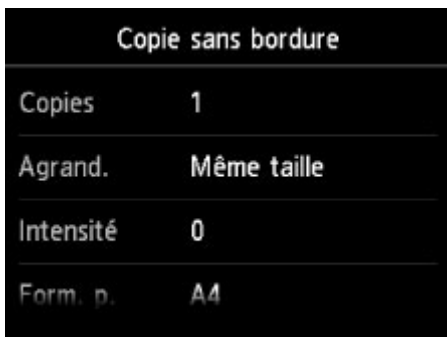 Copie sans bordure
Copies 1
Agrand. Même taille
Intensité 0
Form. p. A4